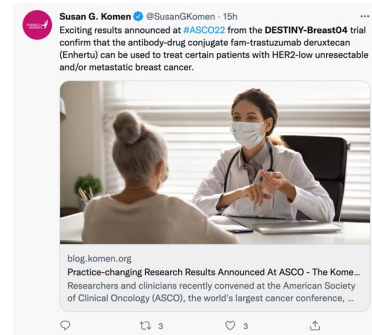 Susan G. Komen @SusanGKomen · 15h
Exciting results announced at #ASCO22 from the DESTINY-Breast04 trial
confirm that the antibody-drug conjugate fam-trastuzumab deruxtecan
(Enhertu) can be used to treat certain patients with HER2-low unresectable
and/or metastatic breast cancer.
blog.komen.org
Practice-changing Research Results Announced At ASCO - The Kome...
Researchers and clinicians recently convened at the American Society
of Clinical Oncology (ASCO), the world's largest cancer conference, ...
3
3